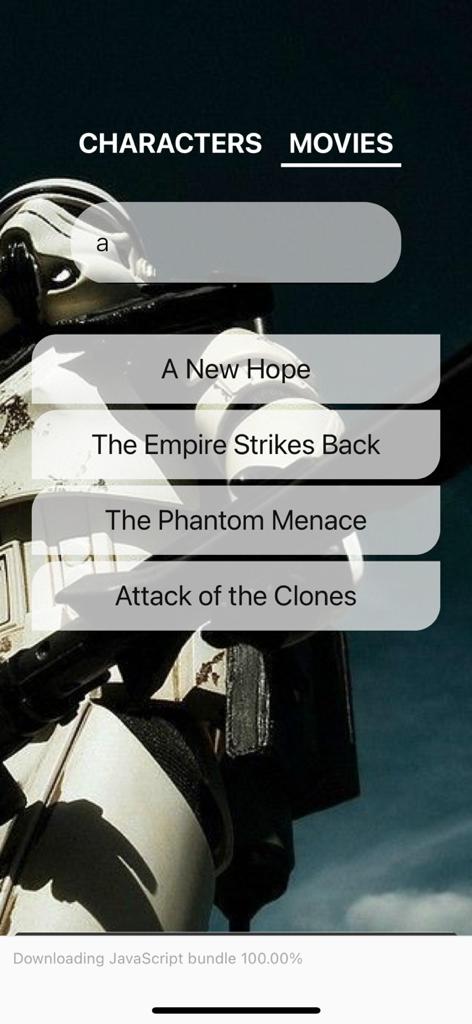 CHARACTERS MOVIES
a
A New Hope
The Empire Strikes Back
The Phantom Menace
Attack of the Clones
Downloading JavaScript bundle 100.00%